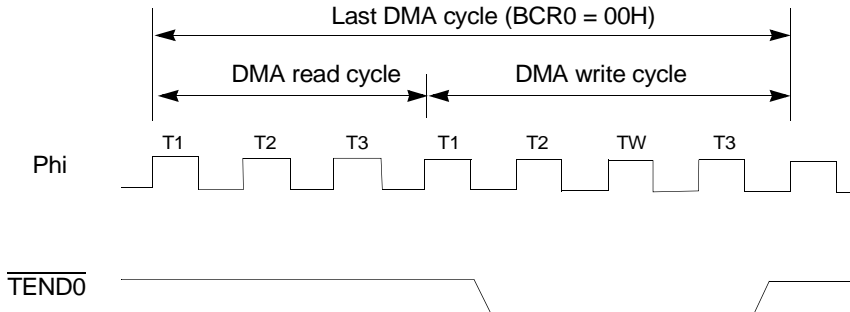 Last DMA cycle (BCR0 = 00H)
DMA read cycle DMA write cycle
T1 T2 T3 T1 T2 TW T3
Phi
TEND0